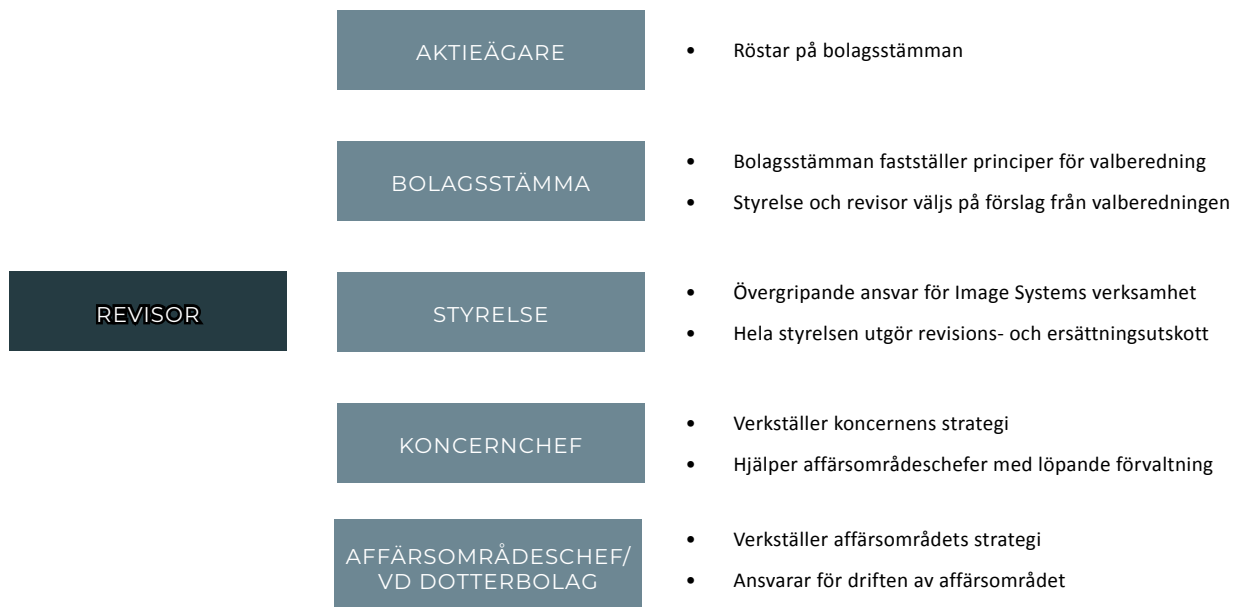 AKTIEÄGARE
• Röstar på bolagsstämman
BOLAGSSTÄMMA
• Bolagsstämman fastställer principer för valberedning
• Styrelse och revisor väljs på förslag från valberedningen
REVISOR
STYRELSE
• Övergripande ansvar för Image Systems verksamhet
• Hela styrelsen utgör revisions- och ersättningsutskott
KONCERNCHEF
• Verkställer koncernens strategi
• Hjälper affärsområdeschefer med löpande förvaltning
AFFÄRSOMRÅDESCHEF/
VD DOTTERBOLAG
• Verkställer affärsområdets strategi
• Ansvarar för driften av affärsområdet